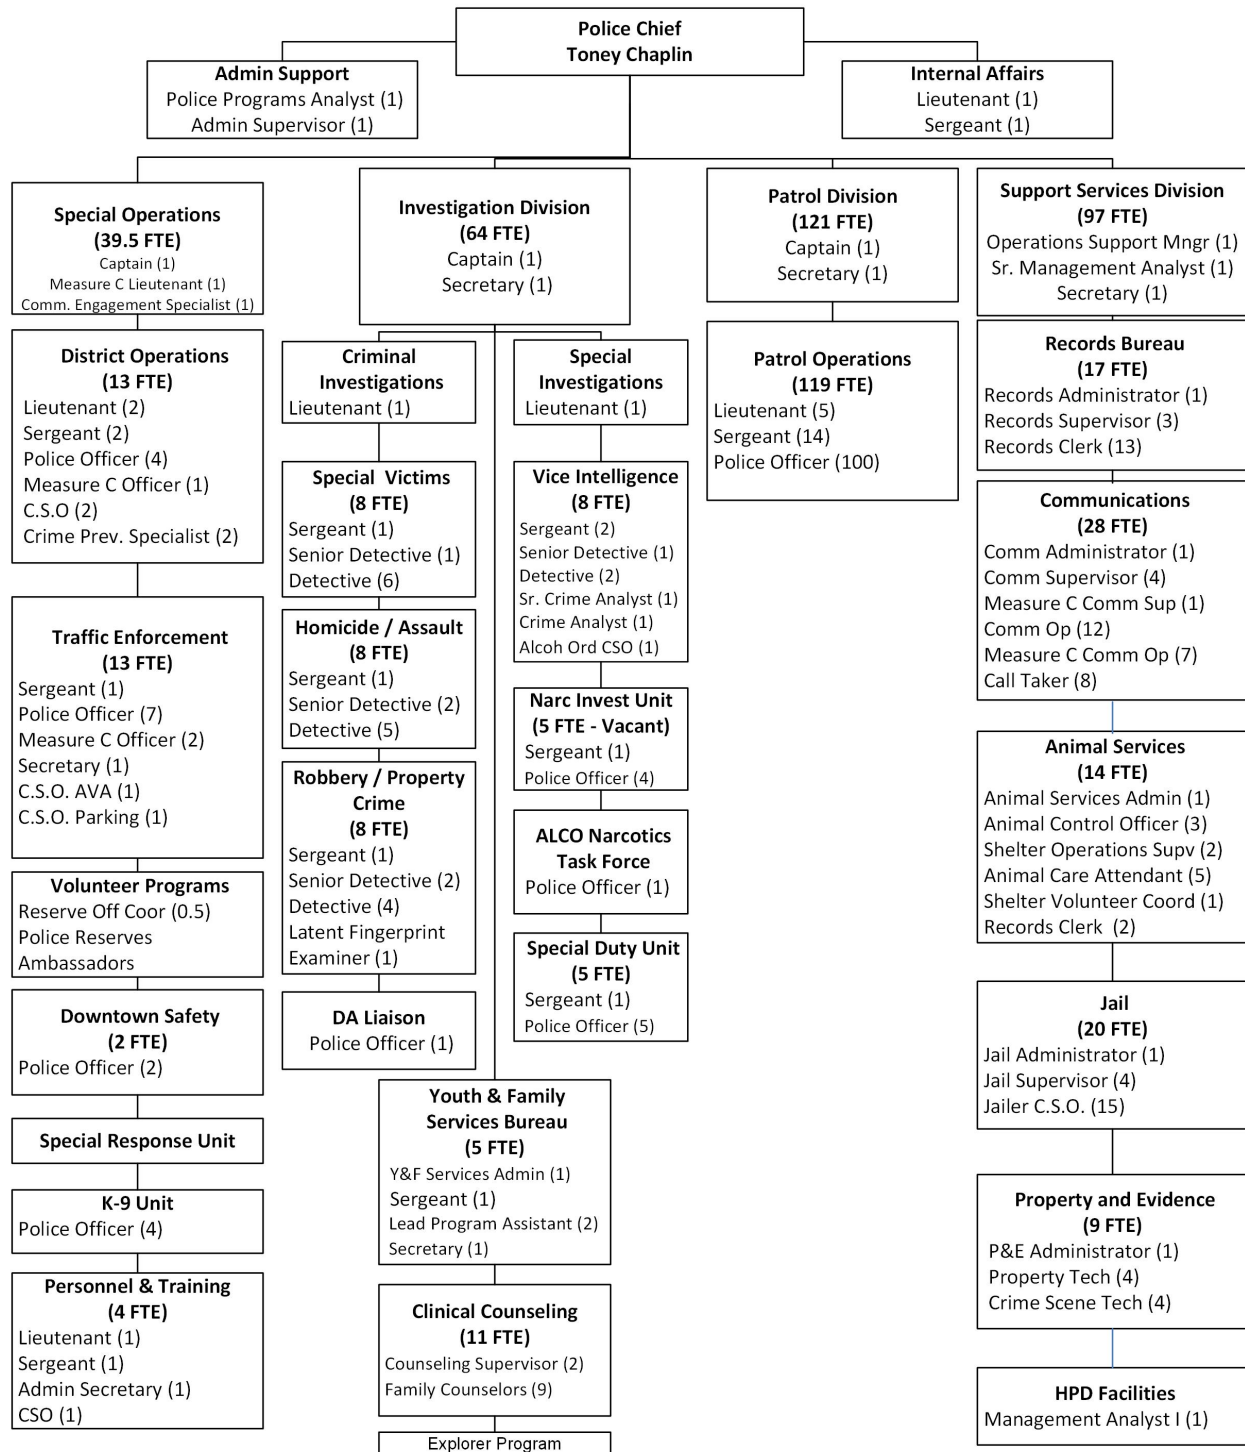 Police Chief
Toney Chaplin
Admin Support
Police Programs Analyst (1)
Admin Supervisor (1)
Internal Affairs
Lieutenant (1)
Sergeant (1)
Special Operations
(39.5 FTE)
Captain (1)
Measure C Lieutenant (1)
Comm. Engagement Specialist (1)
District Operations
(13 FTE)
Lieutenant (2)
Sergeant (2)
Police Officer (4)
Measure C Officer (1)
C.S.O (2)
Crime Prev. Specialist (2)
Traffic Enforcement
(13 FTE)
Sergeant (1)
Police Officer (7)
Measure C Officer (2)
Secretary (1)
C.S.O. AVA (1)
C.S.O. Parking (1)
Volunteer Programs
Reserve Off Coor (0.5)
Police Reserves
Ambassadors
Downtown Safety
(2 FTE)
Police Officer (2)
Special Response Unit
K-9 Unit
Police Officer (4)
Personnel & Training
(4 FTE)
Lieutenant (1)
Sergeant (1)
Admin Secretary (1)
CSO (1)
Investigation Division
(64 FTE)
Captain (1)
Secretary (1)
Criminal
Investigations
Lieutenant (1)
Special Victims
(8 FTE)
Sergeant (1)
Senior Detective (1)
Detective (6)
Homicide / Assault
(8 FTE)
Sergeant (1)
Senior Detective (2)
Detective (5)
Robbery / Property
Crime
(8 FTE)
Sergeant (1)
Senior Detective (2)
Detective (4)
Latent Fingerprint
Examiner (1)
DA Liaison
Police Officer (1)
Special
Investigations
Lieutenant (1)
Vice Intelligence
(8 FTE)
Sergeant (2)
Senior Detective (1)
Detective (2)
Sr. Crime Analyst (1)
Crime Analyst (1)
Alcoh Ord CSO (1)
Narc Invest Unit
(5 FTE - Vacant)
Sergeant (1)
Police Officer (4)
ALCO Narcotics
Task Force
Police Officer (1)
Special Duty Unit
(5 FTE)
Sergeant (1)
Police Officer (5)
Youth & Family
Services Bureau
(5 FTE)
Y&F Services Admin (1)
Sergeant (1)
Lead Program Assistant (2)
Secretary (1)
Clinical Counseling
(11 FTE)
Counseling Supervisor (2)
Family Counselors (9)
Explorer Program
Patrol Division
(121 FTE)
Captain (1)
Secretary (1)
Patrol Operations
(119 FTE)
Lieutenant (5)
Sergeant (14)
Police Officer (100)
Support Services Division
(97 FTE)
Operations Support Mngr (1)
Sr. Management Analyst (1)
Secretary (1)
Records Bureau
(17 FTE)
Records Administrator (1)
Records Supervisor (3)
Records Clerk (13)
Communications
(28 FTE)
Comm Administrator (1)
Comm Supervisor (4)
Measure C Comm Sup (1)
Comm Op (12)
Measure C Comm Op (7)
Call Taker (8)
Animal Services
(14 FTE)
Animal Services Admin (1)
Animal Control Officer (3)
Shelter Operations Supv (2)
Animal Care Attendant (5)
Shelter Volunteer Coord (1)
Records Clerk (2)
Jail
(20 FTE)
Jail Administrator (1)
Jail Supervisor (4)
Jailer C.S.O. (15)
Property and Evidence
(9 FTE)
P&E Administrator (1)
Property Tech (4)
Crime Scene Tech (4)
HPD Facilities
Management Analyst I (1)